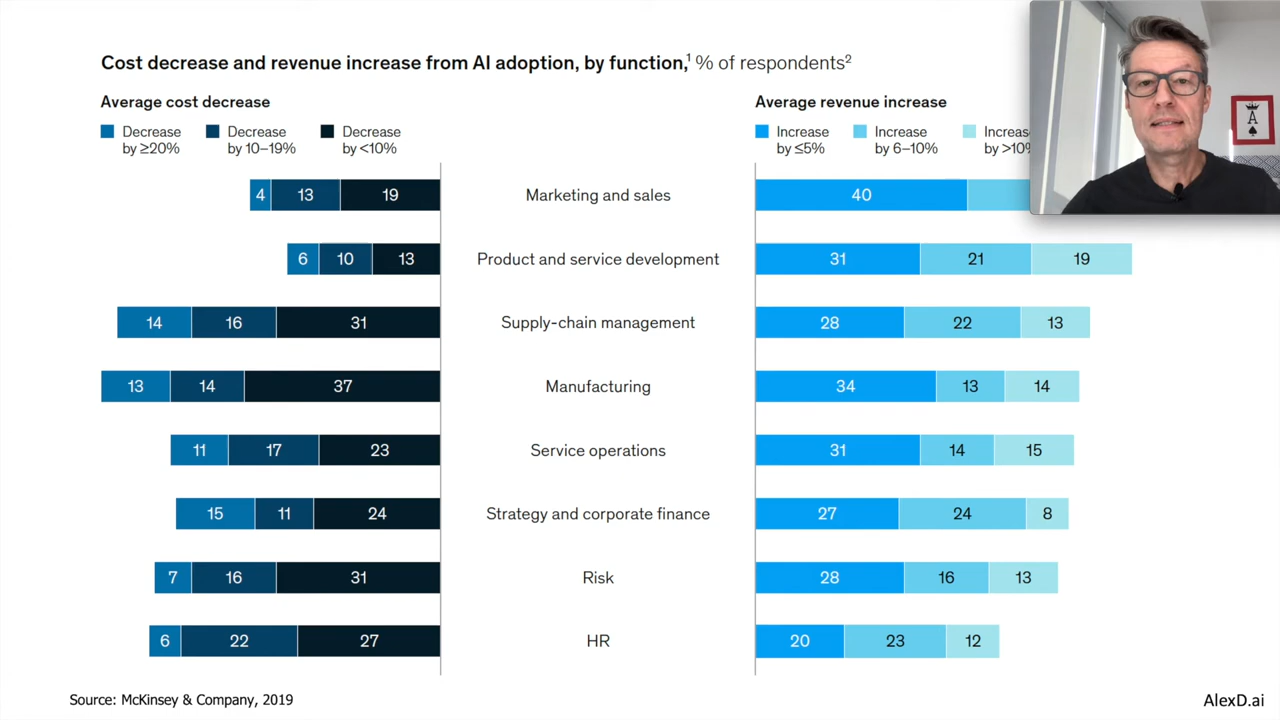 Cost decrease and revenue increase from AI adoption, by function,¹ % of respondents²
Average cost decrease
Average revenue increase
Decrease by ≥20%
Decrease by 10–19%
Decrease by <10%
Increase by ≤5%
Increase by 6–10%
by >10%
4 13 19 Marketing and sales 40
6 10 13 Product and service development 31 21 19
14 16 31 Supply-chain management 28 22 13
13 14 37 Manufacturing 34 13 14
11 17 23 Service operations 31 14 15
15 11 24 Strategy and corporate finance 27 24 8
7 16 31 Risk 28 16 13
6 22 27 HR 20 23 12
Source: McKinsey & Company, 2019
AlexD.ai
A